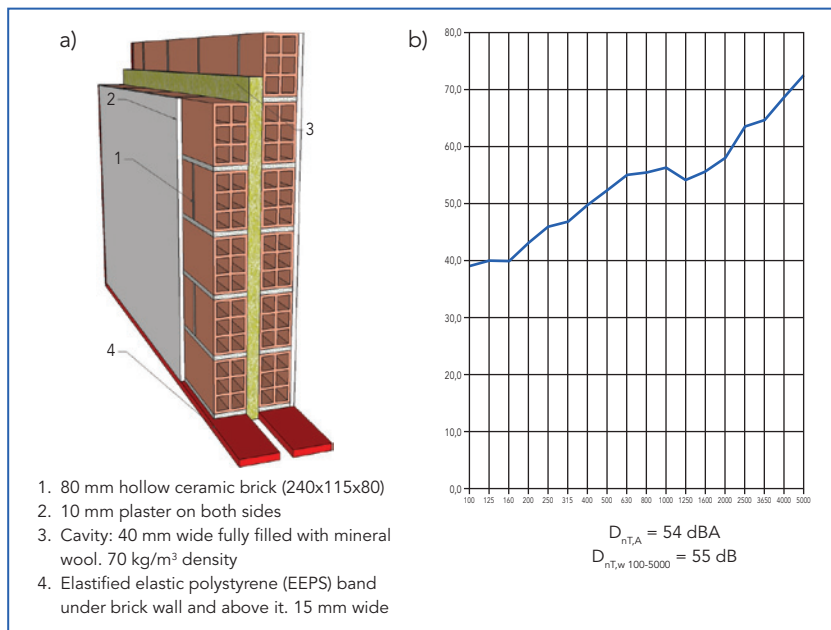 a)
2
3
1
4
1. 80 mm hollow ceramic brick (240x115x80)
2. 10 mm plaster on both sides
3. Cavity: 40 mm wide fully filled with mineral
wool. 70 kg/m³ density
4. Elastified elastic polystyrene (EEPS) band
under brick wall and above it. 15 mm wide
b)
80,0
70,0
60,0
50,0
40,0
30,0
20,0
10,0
0,0
100 125 160 200 250 315 400 500 630 800 1000 1250 1600 2000 2500 3650 4000 5000
DnT,A = 54 dBA
DnT,w 100-5000 = 55 dB